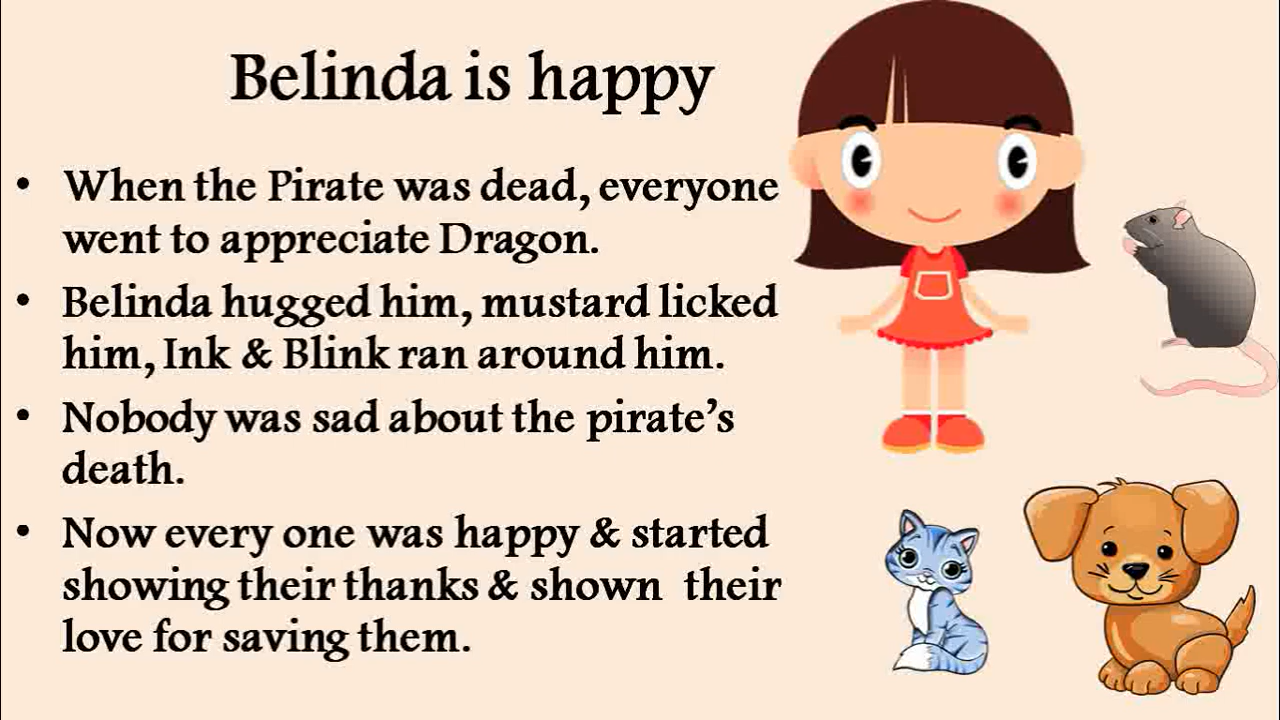 Belinda is happy
• When the Pirate was dead, everyone
went to appreciate Dragon.
• Belinda hugged him, mustard licked
him, Ink & Blink ran around him.
• Nobody was sad about the pirate’s
death.
• Now every one was happy & started
showing their thanks & shown their
love for saving them.